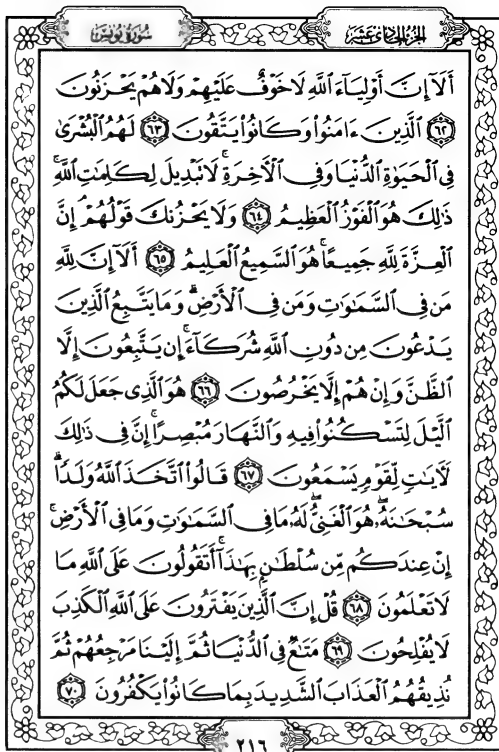 سُورَةُ يُونُسَ
الجزء الحادى عشر
أَلَآ إِنَّ أَوْلِيَآءَ ٱللَّهِ لَا خَوْفٌ عَلَيْهِمْ وَلَا هُمْ يَحْزَنُونَ
﴿٦٢﴾ ٱلَّذِينَ ءَامَنُوا۟ وَكَانُوا۟ يَتَّقُونَ ﴿٦٣﴾ لَهُمُ ٱلْبُشْرَىٰ
فِى ٱلْحَيَوٰةِ ٱلدُّنْيَا وَفِى ٱلْءَاخِرَةِ ۚ لَا تَبْدِيلَ لِكَلِمَٰتِ ٱللَّهِ ۚ
ذَٰلِكَ هُوَ ٱلْفَوْزُ ٱلْعَظِيمُ ﴿٦٤﴾ وَلَا يَحْزُنكَ قَوْلُهُمْ ۘ إِنَّ
ٱلْعِزَّةَ لِلَّهِ جَمِيعًا ۚ هُوَ ٱلسَّمِيعُ ٱلْعَلِيمُ ﴿٦٥﴾ أَلَآ إِنَّ لِلَّهِ
مَن فِى ٱلسَّمَٰوَٰتِ وَمَن فِى ٱلْأَرْضِ ۗ وَمَا يَتَّبِعُ ٱلَّذِينَ
يَدْعُونَ مِن دُونِ ٱللَّهِ شُرَكَآءَ ۚ إِن يَتَّبِعُونَ إِلَّا
ٱلظَّنَّ وَإِنْ هُمْ إِلَّا يَخْرُصُونَ ﴿٦٦﴾ هُوَ ٱلَّذِى جَعَلَ لَكُمُ
ٱلَّيْلَ لِتَسْكُنُوا۟ فِيهِ وَٱلنَّهَارَ مُبْصِرًا ۚ إِنَّ فِى ذَٰلِكَ
لَءَايَٰتٍ لِّقَوْمٍ يَسْمَعُونَ ﴿٦٧﴾ قَالُوا۟ ٱتَّخَذَ ٱللَّهُ وَلَدًا ۗ
سُبْحَٰنَهُۥ ۖ هُوَ ٱلْغَنِىُّ ۖ لَهُۥ مَا فِى ٱلسَّمَٰوَٰتِ وَمَا فِى ٱلْأَرْضِ ۚ
إِنْ عِندَكُم مِّن سُلْطَٰنٍۭ بِهَٰذَآ ۚ أَتَقُولُونَ عَلَى ٱللَّهِ مَا
لَا تَعْلَمُونَ ﴿٦٨﴾ قُلْ إِنَّ ٱلَّذِينَ يَفْتَرُونَ عَلَى ٱللَّهِ ٱلْكَذِبَ
لَا يُفْلِحُونَ ﴿٦٩﴾ مَتَٰعٌ فِى ٱلدُّنْيَا ثُمَّ إِلَيْنَا مَرْجِعُهُمْ ثُمَّ
نُذِيقُهُمُ ٱلْعَذَابَ ٱلشَّدِيدَ بِمَا كَانُوا۟ يَكْفُرُونَ ﴿٧٠﴾
٢١٦